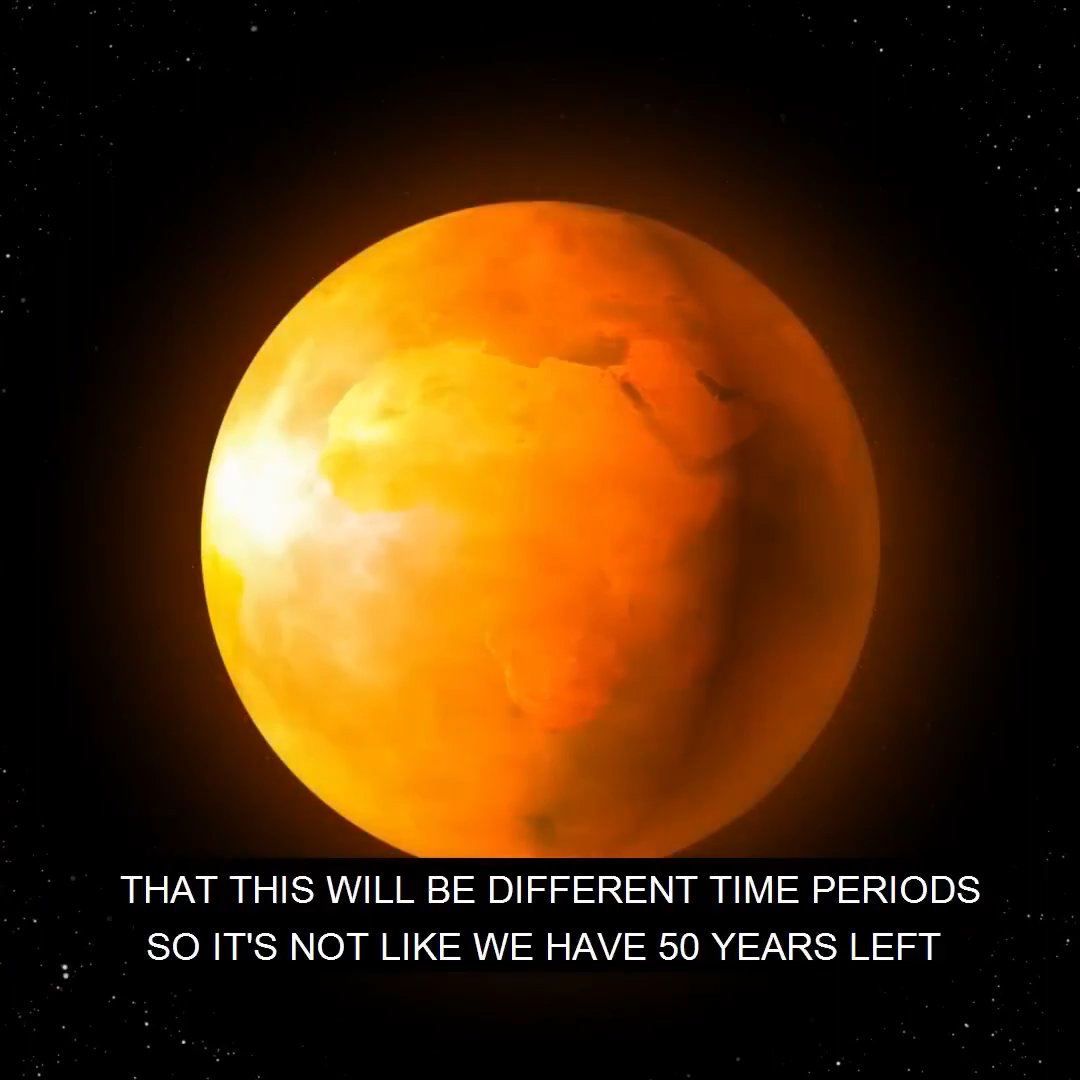 THAT THIS WILL BE DIFFERENT TIME PERIODS
SO IT'S NOT LIKE WE HAVE 50 YEARS LEFT